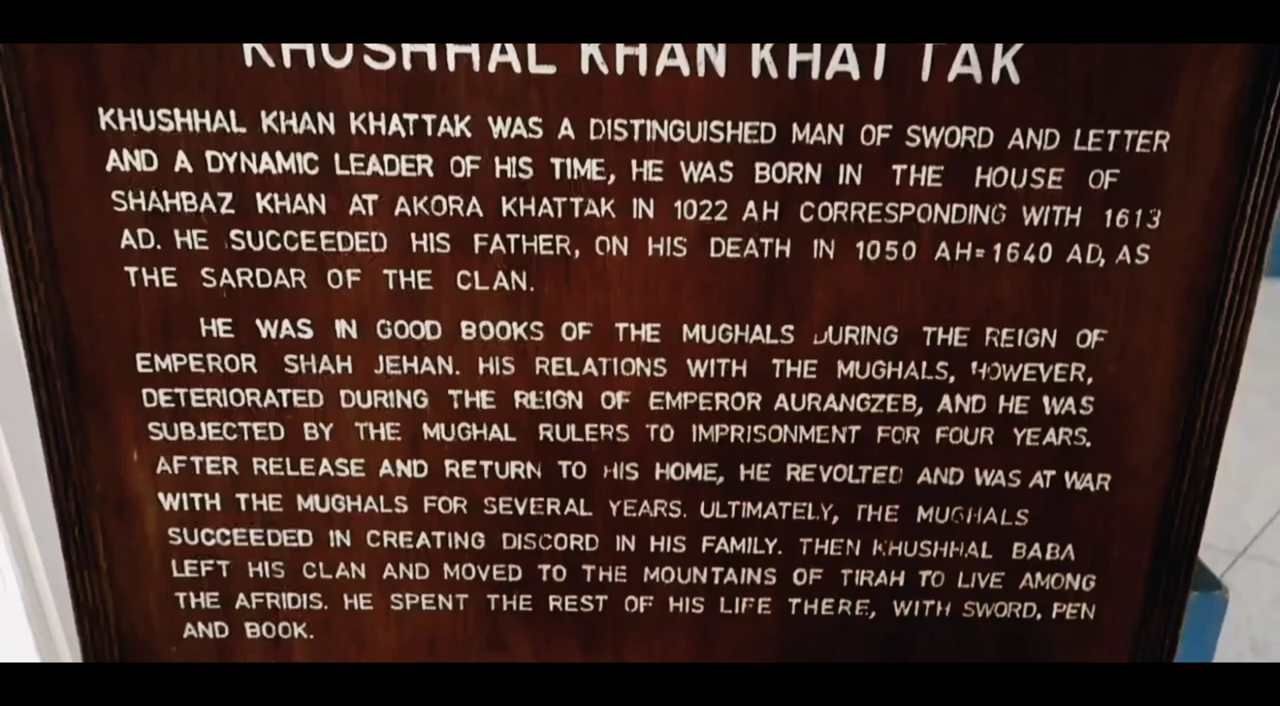 KHUSHHAL KHAN KHATTAK
KHUSHHAL KHAN KHATTAK WAS A DISTINGUISHED MAN OF SWORD AND LETTER
AND A DYNAMIC LEADER OF HIS TIME, HE WAS BORN IN THE HOUSE OF
SHAHBAZ KHAN AT AKORA KHATTAK IN 1022 AH CORRESPONDING WITH 1613
AD. HE SUCCEEDED HIS FATHER, ON HIS DEATH IN 1050 AH=1640 AD, AS
THE SARDAR OF THE CLAN.
HE WAS IN GOOD BOOKS OF THE MUGHALS DURING THE REIGN OF
EMPEROR SHAH JEHAN. HIS RELATIONS WITH THE MUGHALS, HOWEVER,
DETERIORATED DURING THE REIGN OF EMPEROR AURANGZEB, AND HE WAS
SUBJECTED BY THE MUGHAL RULERS TO IMPRISONMENT FOR FOUR YEARS.
AFTER RELEASE AND RETURN TO HIS HOME, HE REVOLTED AND WAS AT WAR
WITH THE MUGHALS FOR SEVERAL YEARS. ULTIMATELY, THE MUGHALS
SUCCEEDED IN CREATING DISCORD IN HIS FAMILY. THEN KHUSHHAL BABA
LEFT HIS CLAN AND MOVED TO THE MOUNTAINS OF TIRAH TO LIVE AMONG
THE AFRIDIS. HE SPENT THE REST OF HIS LIFE THERE, WITH SWORD, PEN
AND BOOK.